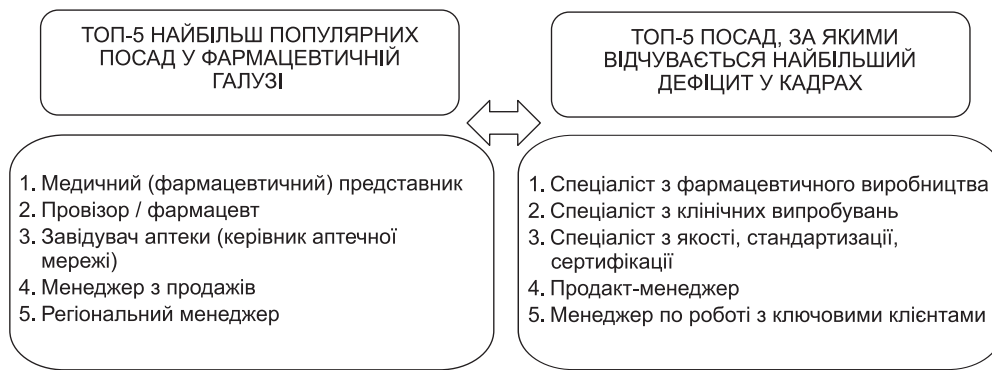 ТОП-5 НАЙБІЛЬШ ПОПУЛЯРНИХ
ПОСАД У ФАРМАЦЕВТИЧНІЙ
ГАЛУЗІ
ТОП-5 ПОСАД, ЗА ЯКИМИ
ВІДЧУВАЄТЬСЯ НАЙБІЛЬШИЙ
ДЕФІЦИТ У КАДРАХ
1. Медичний (фармацевтичний) представник
2. Провізор / фармацевт
3. Завідувач аптеки (керівник аптечної
мережі)
4. Менеджер з продажів
5. Регіональний менеджер
1. Спеціаліст з фармацевтичного виробництва
2. Спеціаліст з клінічних випробувань
3. Спеціаліст з якості, стандартизації,
сертифікації
4. Продакт-менеджер
5. Менеджер по роботі з ключовими клієнтами